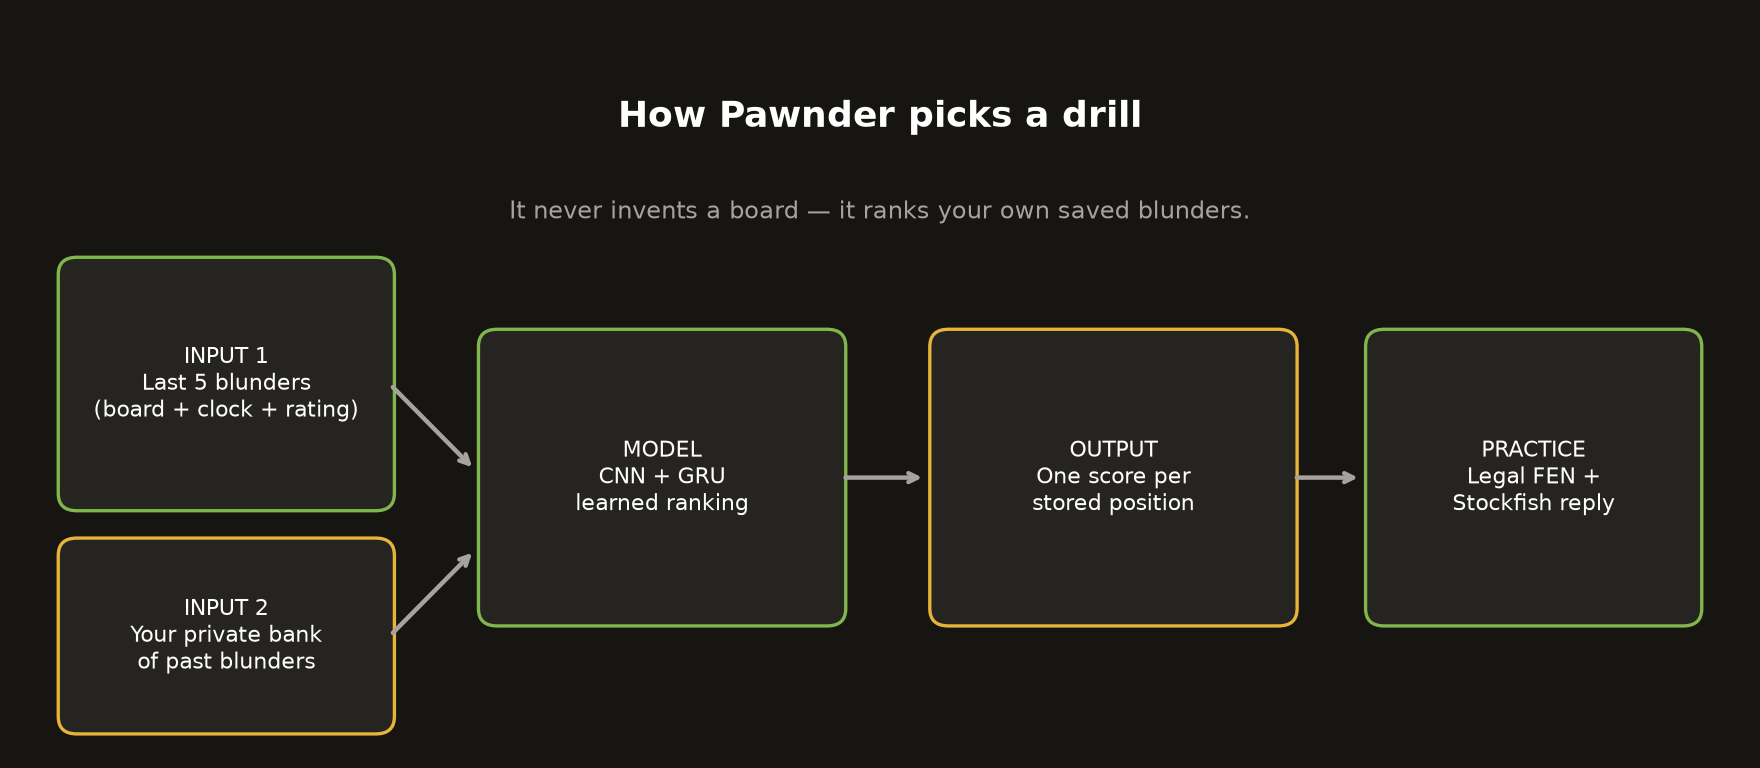 How Pawnder picks a drill
It never invents a board — it ranks your own saved blunders.
INPUT 1
Last 5 blunders
(board + clock + rating)
INPUT 2
Your private bank
of past blunders
MODEL
CNN + GRU
learned ranking
OUTPUT
One score per
stored position
PRACTICE
Legal FEN +
Stockfish reply